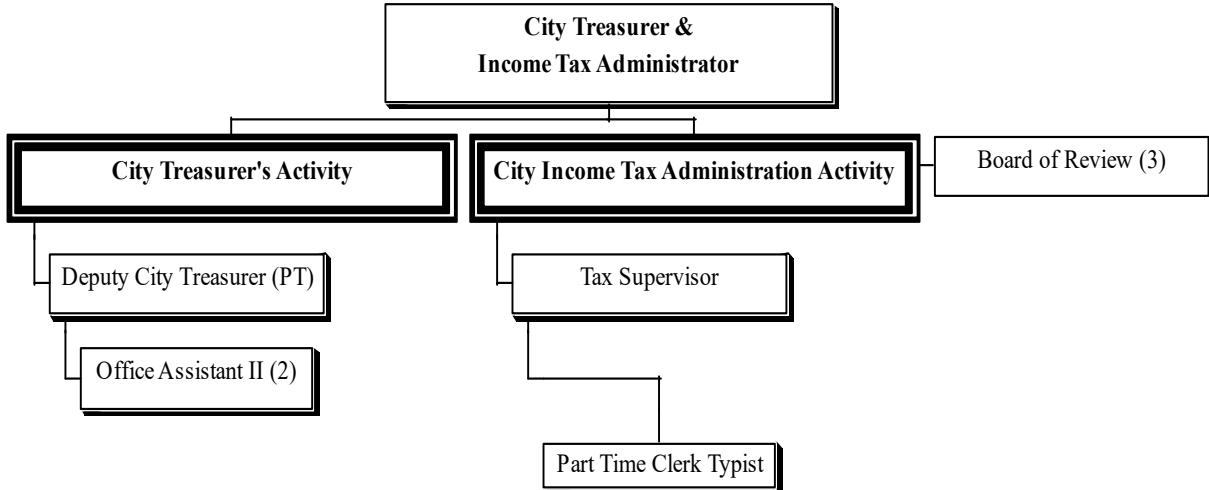 City Treasurer &
Income Tax Administrator
City Treasurer's Activity
City Income Tax Administration Activity
Board of Review (3)
Deputy City Treasurer (PT)
Tax Supervisor
Office Assistant II (2)
Part Time Clerk Typist